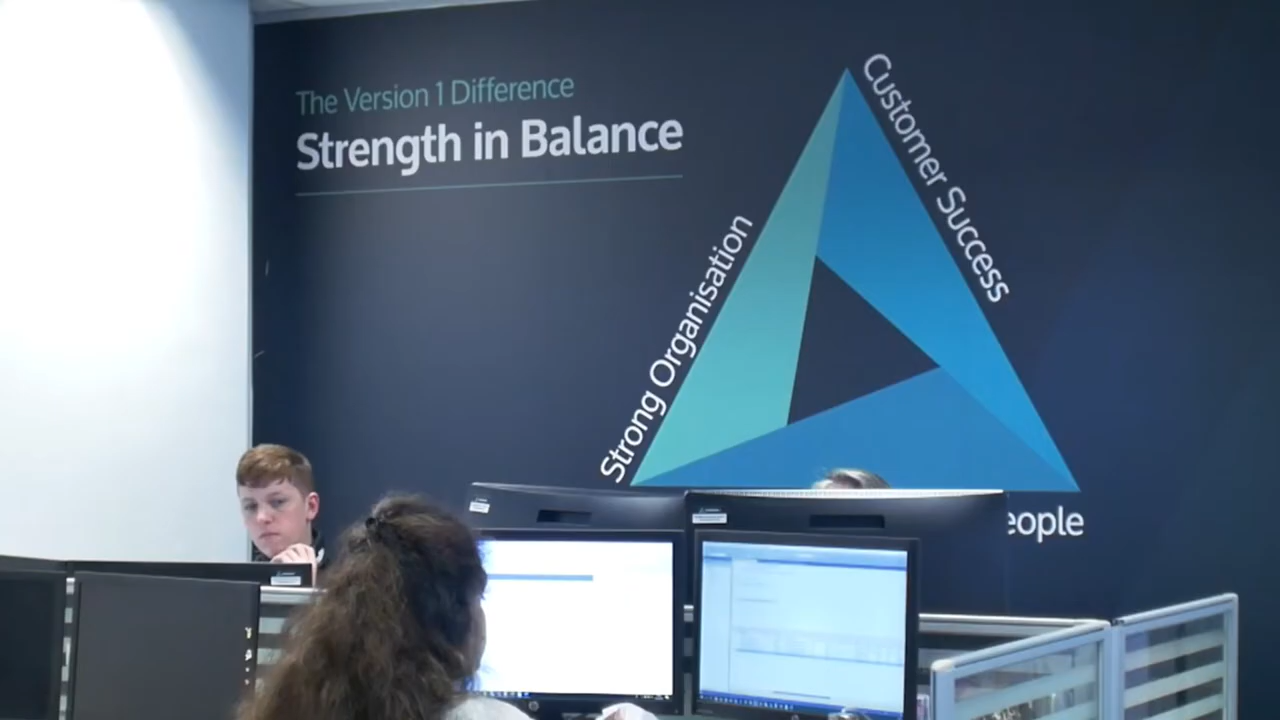 The Version 1 Difference
Strength in Balance
Customer Success
Strong Organisation
eople